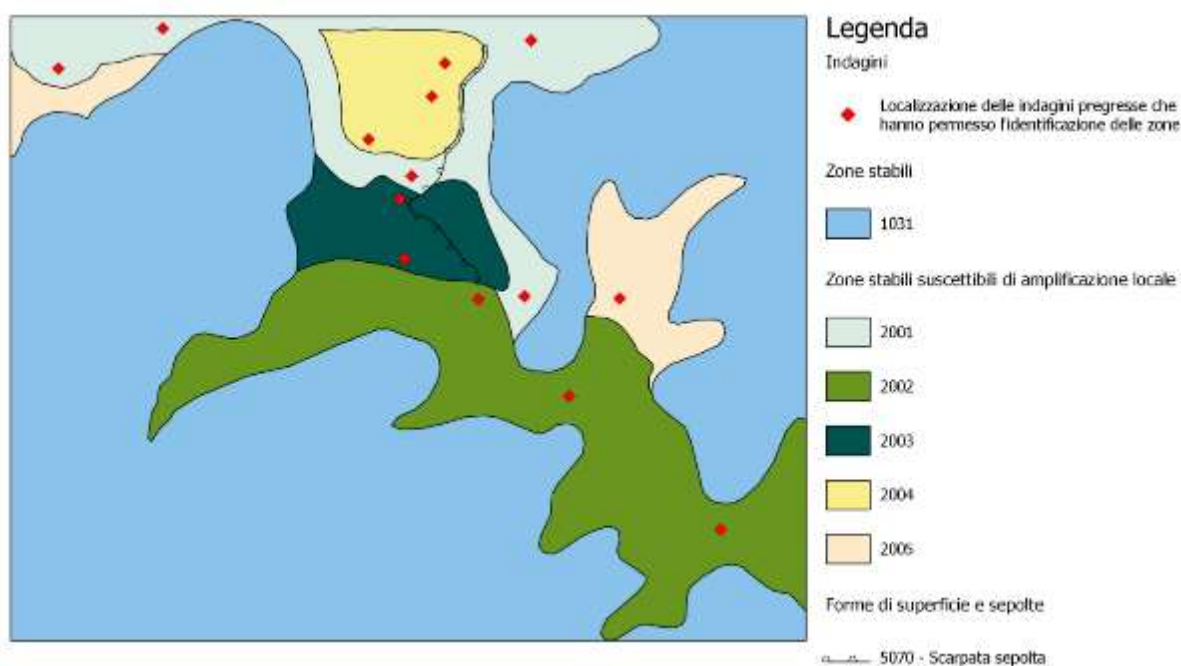 Legenda
Indagini
Localizzazione delle indagini pregresse che
hanno permesso l'identificazione delle zone
Zone stabili
1031
Zone stabili suscettibili di amplificazione locale
2001
2002
2003
2004
2005
Forme di superficie e sepolte
5070 - Scarpata sepolta